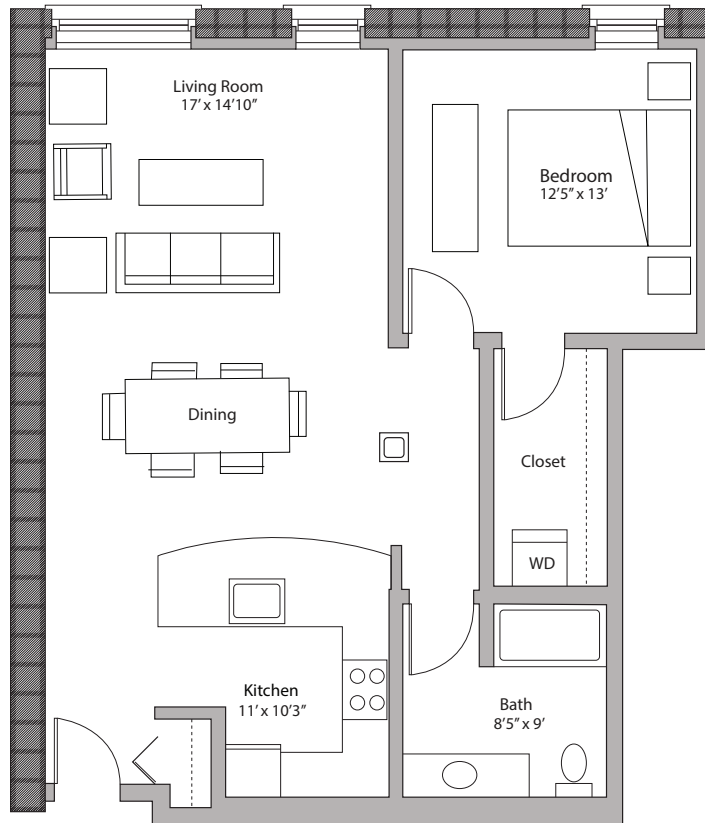 Living Room
17’ x 14’10”
Bedroom
12’5” x 13’
Dining
Closet
WD
Kitchen
11’ x 10’3”
Bath
8’5” x 9’